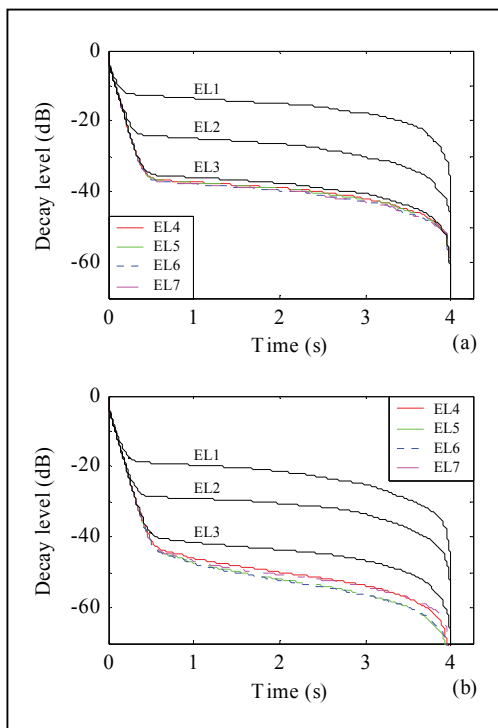 0
-20
-40
-60
Decay level (dB)
EL1
EL2
EL3
EL4
EL5
EL6
EL7
0
1
2
3
4
Time (s)
(a)
0
-20
-40
-60
Decay level (dB)
EL1
EL2
EL3
EL4
EL5
EL6
EL7
0
1
2
3
4
Time (s)
(b)